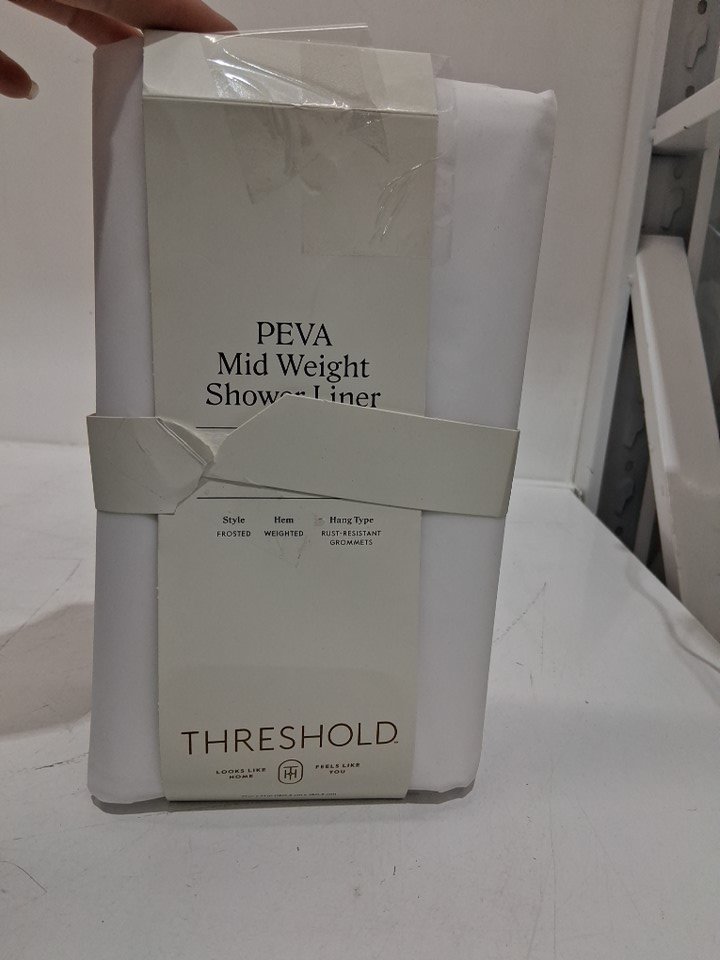 PEVA
Mid Weight
Shower Liner
Style Hem Hang Type
FROSTED WEIGHTED RUST-RESISTANT
GROMMETS
THRESHOLD™
LOOKS LIKE FEELS LIKE
HOME YOU